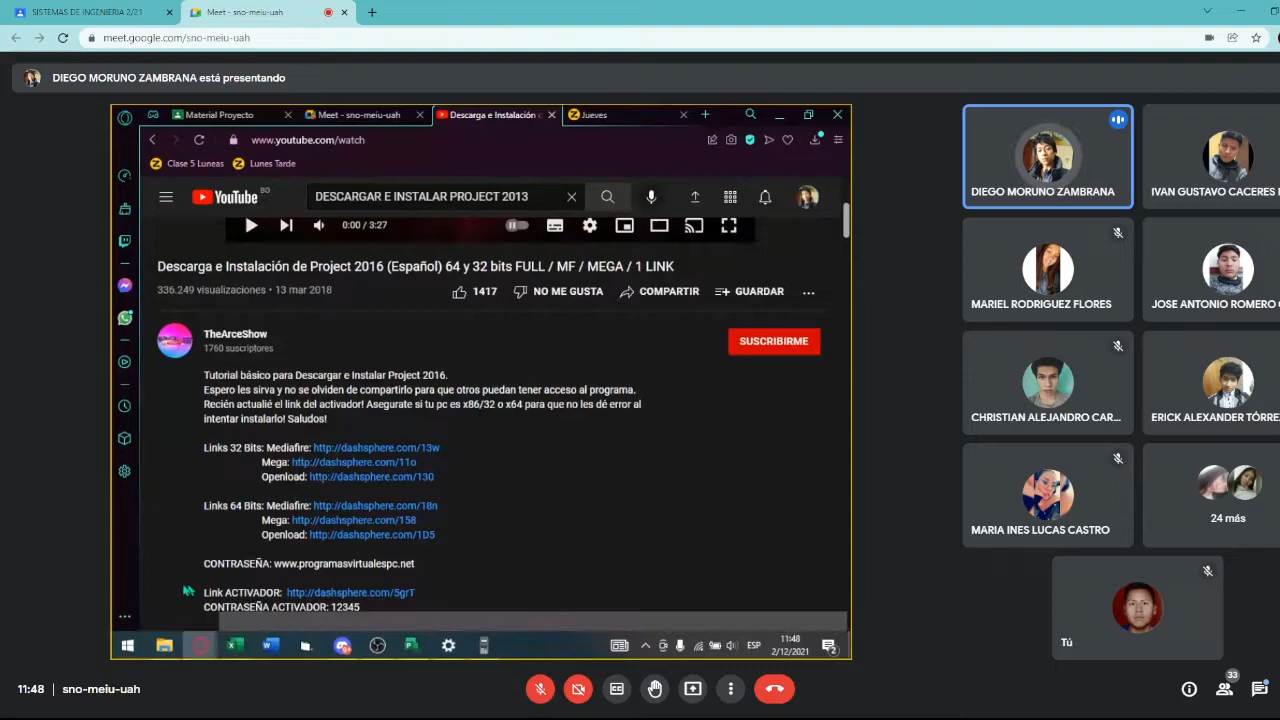 SISTEMAS DE INGENIERIA 2/21
Meet - sno-meiu-uah
meet.google.com/sno-meiu-uah
DIEGO MORUNO ZAMBRANA está presentando
Material Proyecto
Meet - sno-meiu-uah
Descarga e Instalación
Jueves
www.youtube.com/watch
Clase 5 Luneas
Lunes Tarde
YouTube BO
DESCARGAR E INSTALAR PROJECT 2013
0:00 / 3:27
Descarga e Instalación de Project 2016 (Español) 64 y 32 bits FULL / MF / MEGA / 1 LINK
336.249 visualizaciones • 13 mar 2018
1417
NO ME GUSTA
COMPARTIR
GUARDAR
TheArceShow
1760 suscriptores
SUSCRIBIRME
Tutorial básico para Descargar e Instalar Project 2016.
Espero les sirva y no se olviden de compartirlo para que otros puedan tener acceso al programa.
Recién actualié el link del activador! Asegurate si tu pc es x86/32 o x64 para que no les dé error al
intentar instalarlo! Saludos!
Links 32 Bits: Mediafire: http://dashsphere.com/13w
Mega: http://dashsphere.com/11o
Openload: http://dashsphere.com/130
Links 64 Bits: Mediafire: http://dashsphere.com/18n
Mega: http://dashsphere.com/158
Openload: http://dashsphere.com/1D5
CONTRASEÑA: www.programasvirtualespc.net
Link ACTIVADOR: http://dashsphere.com/5grT
CONTRASEÑA ACTIVADOR: 12345
ESP
11:48
2/12/2021
2
DIEGO MORUNO ZAMBRANA
IVAN GUSTAVO CACERES
MARIEL RODRIGUEZ FLORES
JOSE ANTONIO ROMERO
CHRISTIAN ALEJANDRO CAR...
ERICK ALEXANDER TÓRRE
MARIA INES LUCAS CASTRO
24 más
Tú
11:48 | sno-meiu-uah
33